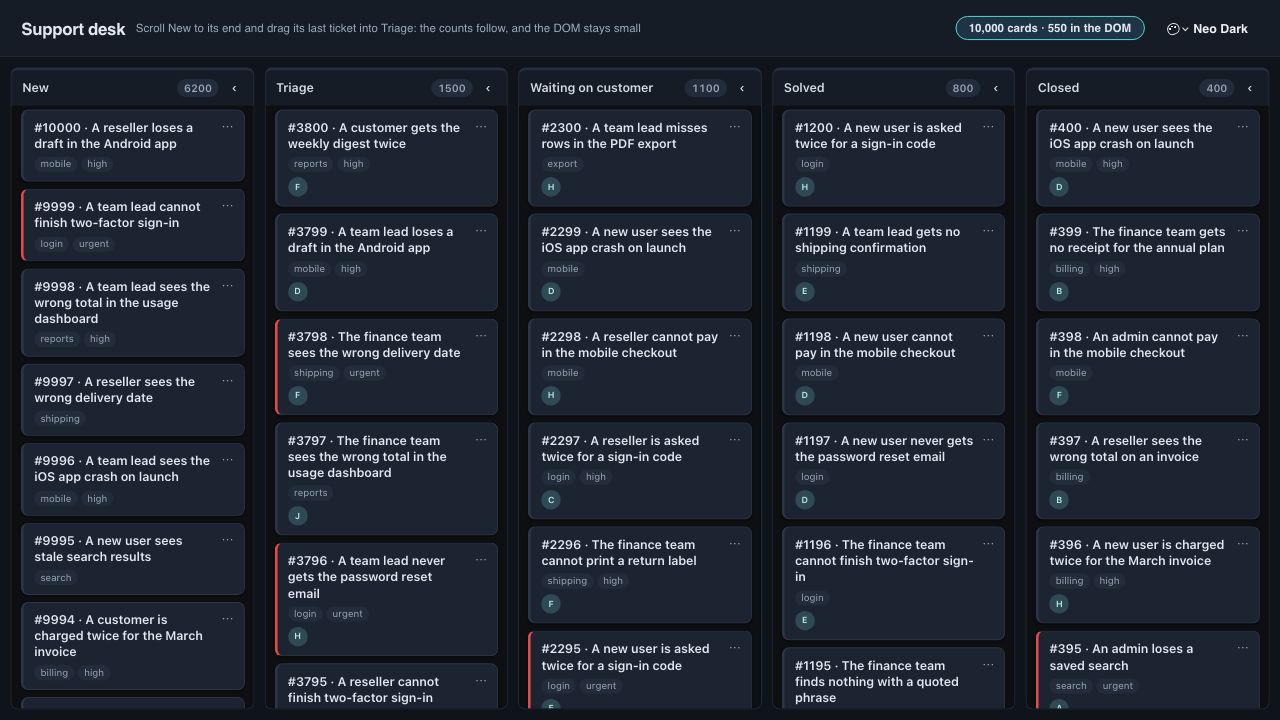 Support desk
Scroll New to its end and drag its last ticket into Triage: the counts follow, and the DOM stays small
10,000 cards · 550 in the DOM
Neo Dark
New
6200
#10000 · A reseller loses a
draft in the Android app
mobile high
#9999 · A team lead cannot
finish two-factor sign-in
login urgent
#9998 · A team lead sees the
wrong total in the usage
dashboard
reports high
#9997 · A reseller sees the
wrong delivery date
shipping
#9996 · A team lead sees the
iOS app crash on launch
mobile high
#9995 · A new user sees
stale search results
search
#9994 · A customer is
charged twice for the March
invoice
billing high
Triage
1500
#3800 · A customer gets the
weekly digest twice
reports high
F
#3799 · A team lead loses a
draft in the Android app
mobile high
D
#3798 · The finance team
sees the wrong delivery date
shipping urgent
F
#3797 · The finance team
sees the wrong total in the
usage dashboard
reports
J
#3796 · A team lead never
gets the password reset
email
login urgent
H
#3795 · A reseller cannot
finish two-factor sign-in
Waiting on customer
1100
#2300 · A team lead misses
rows in the PDF export
export
H
#2299 · A new user sees the
iOS app crash on launch
mobile
D
#2298 · A reseller cannot pay
in the mobile checkout
mobile
H
#2297 · A reseller is asked
twice for a sign-in code
login high
C
#2296 · The finance team
cannot print a return label
shipping high
F
#2295 · A new user is asked
twice for a sign-in code
login urgent
Solved
800
#1200 · A new user is asked
twice for a sign-in code
login
H
#1199 · A team lead gets no
shipping confirmation
shipping
E
#1198 · A new user cannot
pay in the mobile checkout
mobile
D
#1197 · A new user never gets
the password reset email
login
D
#1196 · The finance team
cannot finish two-factor sign-
in
login
E
#1195 · The finance team
finds nothing with a quoted
phrase
Closed
400
#400 · A new user sees the
iOS app crash on launch
mobile high
D
#399 · The finance team gets
no receipt for the annual plan
billing high
B
#398 · An admin cannot pay
in the mobile checkout
mobile
F
#397 · A reseller sees the
wrong total on an invoice
billing
B
#396 · A new user is charged
twice for the March invoice
billing high
H
#395 · An admin loses a
saved search
search urgent